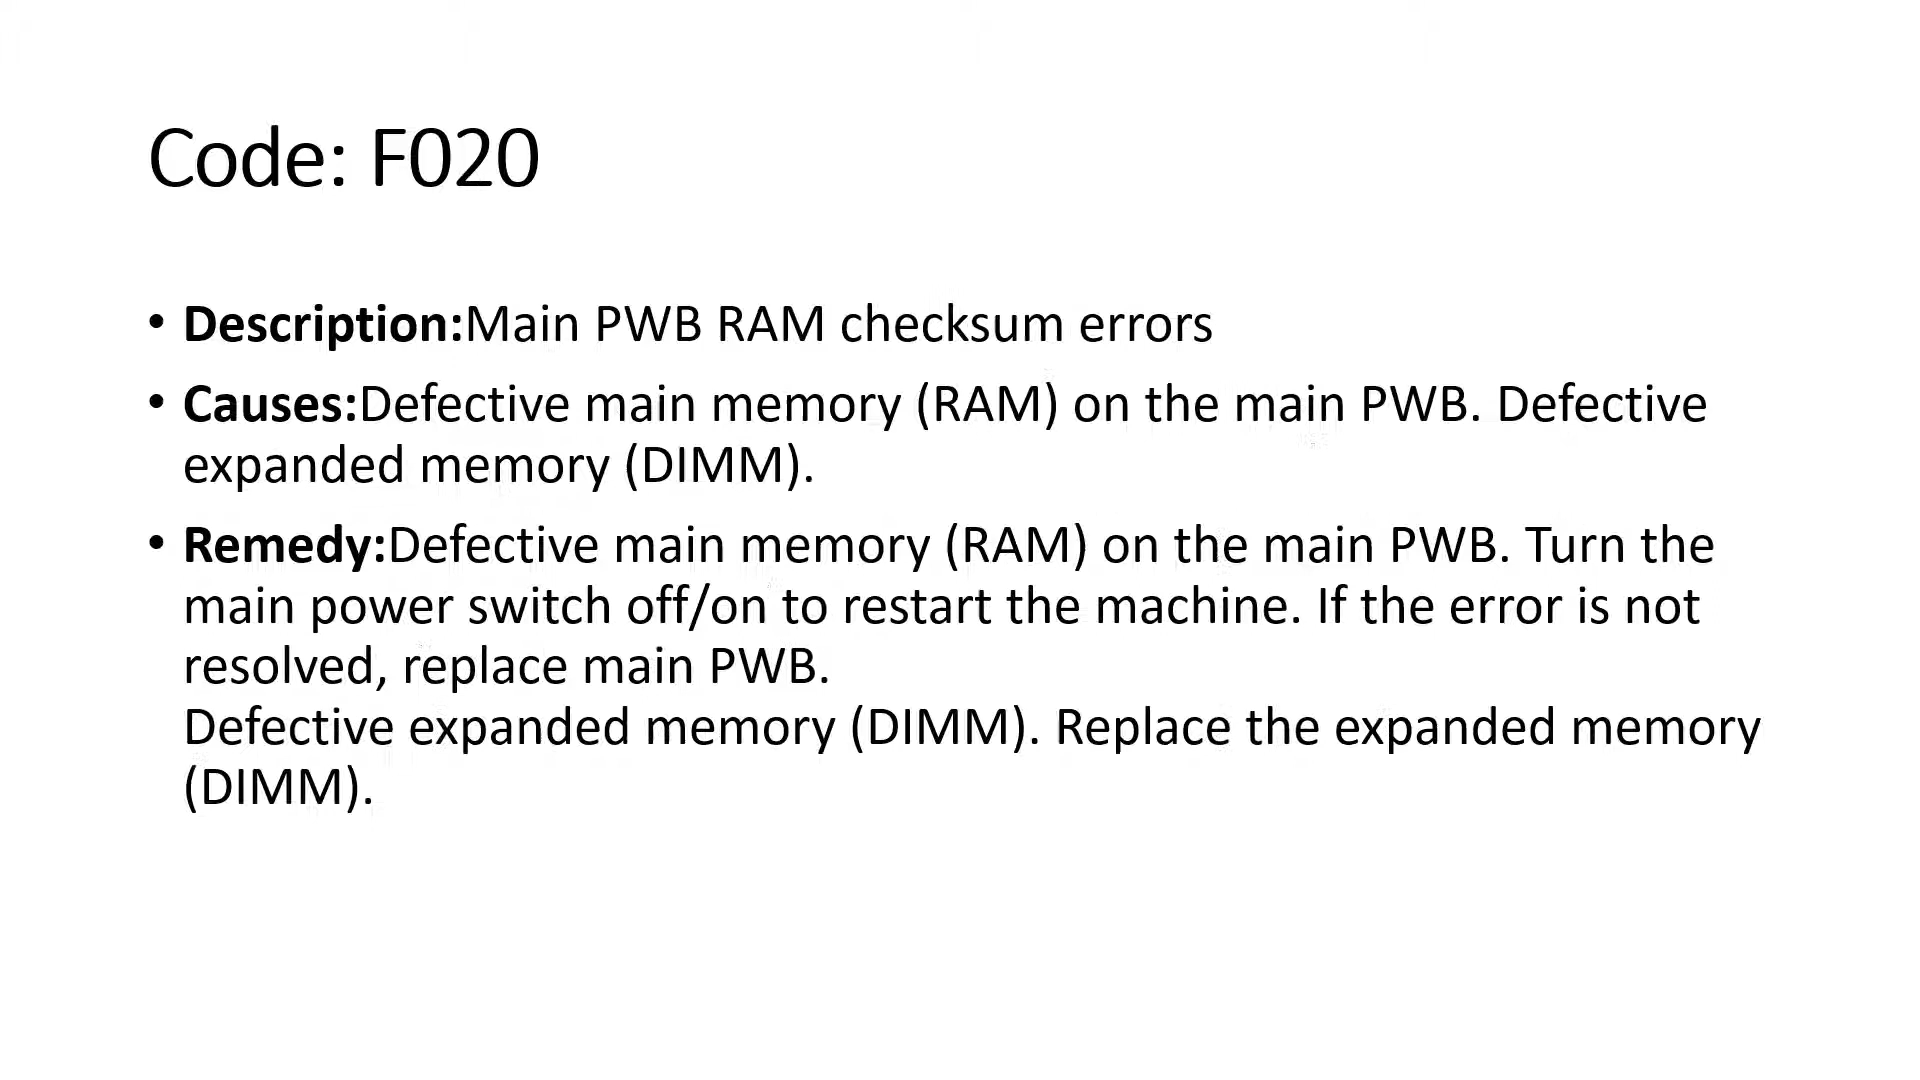 Code: F020
• Description:Main PWB RAM checksum errors
• Causes:Defective main memory (RAM) on the main PWB. Defective
expanded memory (DIMM).
• Remedy:Defective main memory (RAM) on the main PWB. Turn the
main power switch off/on to restart the machine. If the error is not
resolved, replace main PWB.
Defective expanded memory (DIMM). Replace the expanded memory
(DIMM).